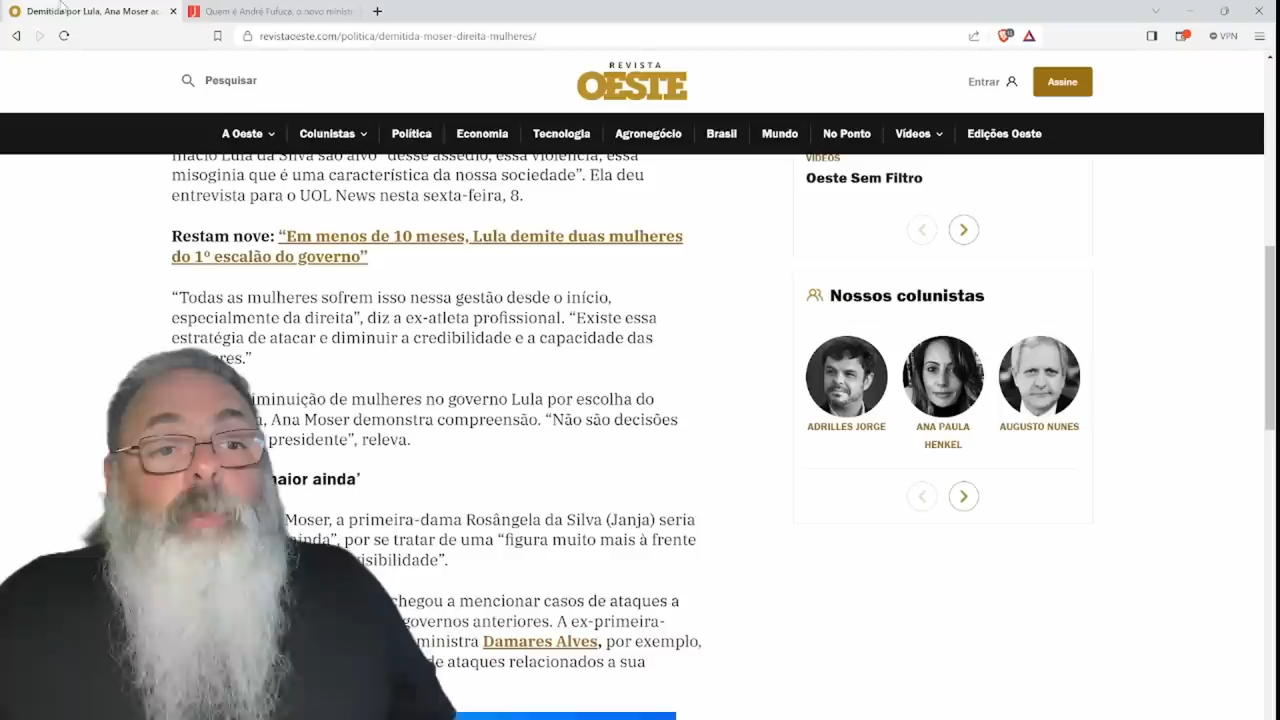 Demitida por Lula, Ana Moser ac
Quem é André Fufuca, o novo ministr
revistaoeste.com/politica/demitida-moser-direita-mulheres/
VPN
Pesquisar
REVISTA
OESTE
Entrar
Assine
A Oeste
Colunistas
Política
Economia
Tecnologia
Agronegócio
Brasil
Mundo
No Ponto
Vídeos
Edições Oeste
nácio Lula da Silva são alvo “desse assédio, essa violência, essa
misoginia que é uma característica da nossa sociedade”. Ela deu
entrevista para o UOL News nesta sexta-feira, 8.
Restam nove: “Em menos de 10 meses, Lula demite duas mulheres
do 1º escalão do governo”
“Todas as mulheres sofrem isso nessa gestão desde o início,
especialmente da direita”, diz a ex-atleta profissional. “Existe essa
estratégia de atacar e diminuir a credibilidade e a capacidade das
eres.”
iminuição de mulheres no governo Lula por escolha do
a, Ana Moser demonstra compreensão. “Não são decisões
presidente”, releva.
maior ainda’
Moser, a primeira-dama Rosângela da Silva (Janja) seria
inda”, por se tratar de uma “figura muito mais à frente
isibilidade”.
chegou a mencionar casos de ataques a
governos anteriores. A ex-primeira-
ministra Damares Alves, por exemplo,
de ataques relacionados a sua
VÍDEOS
Oeste Sem Filtro
Nossos colunistas
ADRILLES JORGE
ANA PAULA
HENKEL
AUGUSTO NUNES